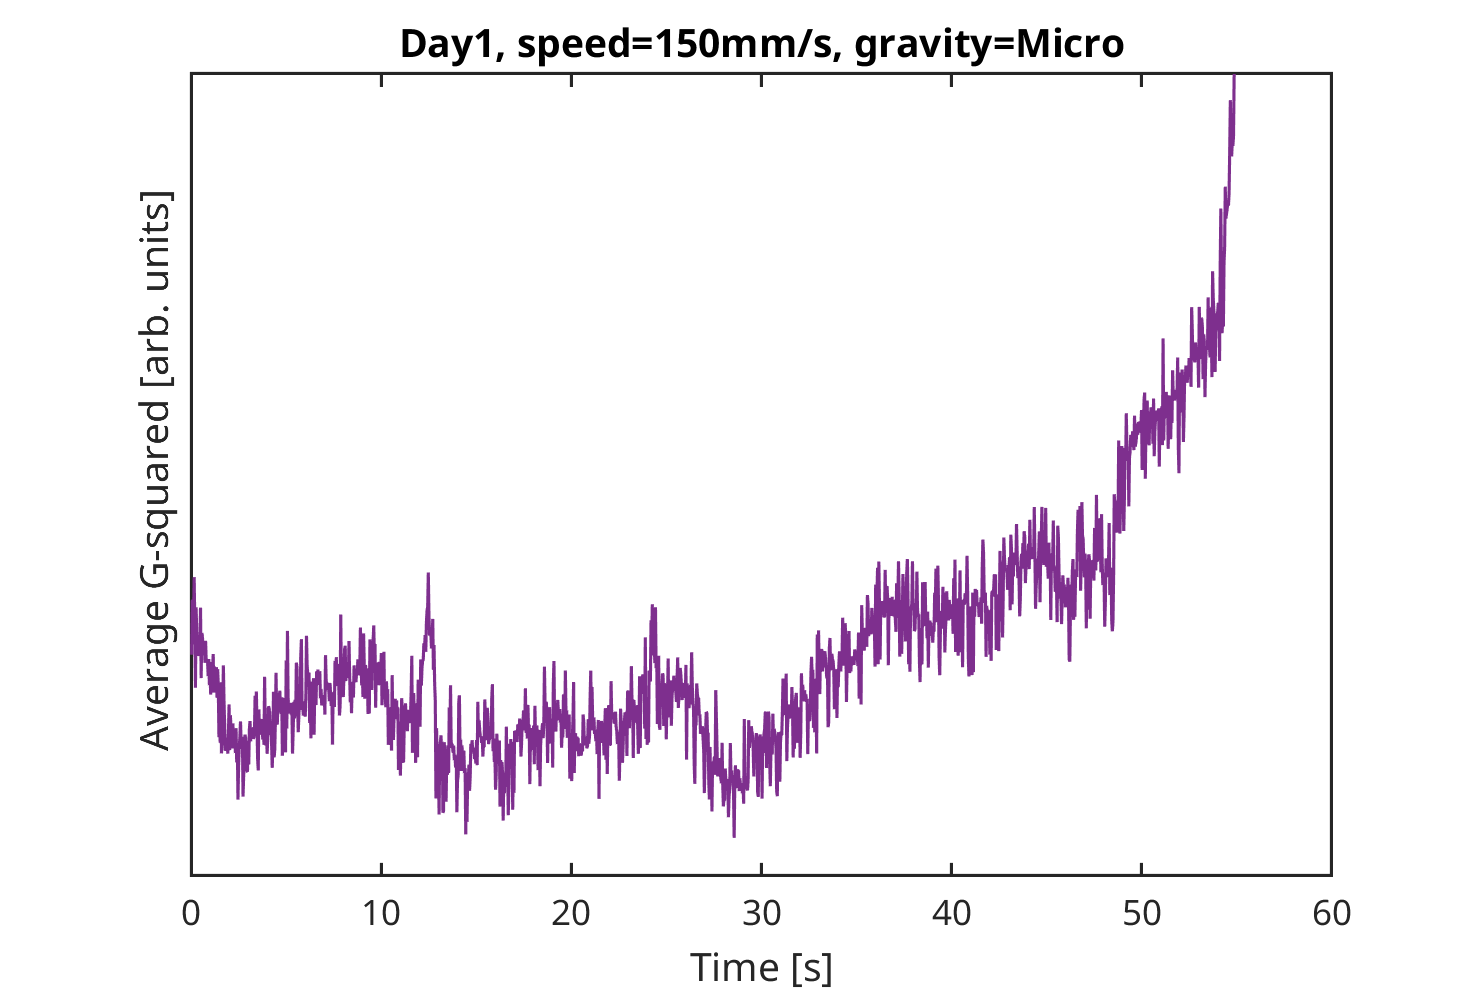 Day1, speed=150mm/s, gravity=Micro
Average G-squared [arb. units]
0 10 20 30 40 50 60
Time [s]